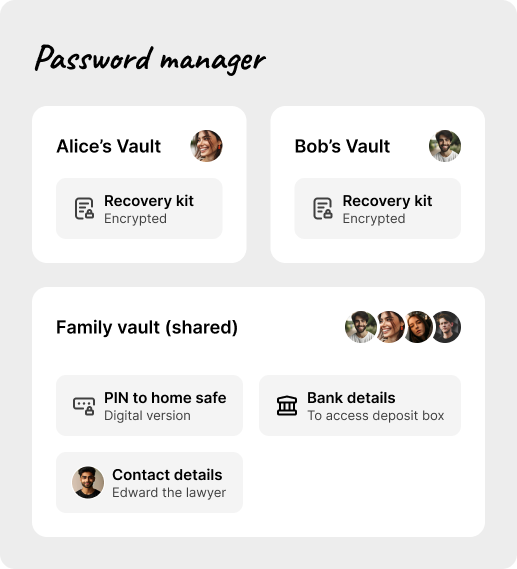 Password manager
Alice’s Vault
Recovery kit
Encrypted
Bob’s Vault
Recovery kit
Encrypted
Family vault (shared)
PIN to home safe
Digital version
Bank details
To access deposit box
Contact details
Edward the lawyer